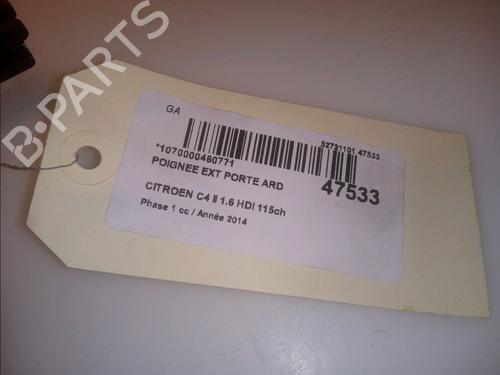 B-PARTS
GA
52721101 47533
*1070000460771
POIGNEE EXT PORTE ARD
47533
CITROEN C4 II 1.6 HDI 115ch
Phase 1 cc / Année 2014